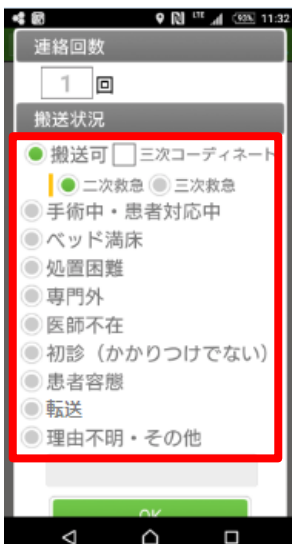 LTE 93% 11:32
連絡回数
1 回
搬送状況
搬送可 三次コーディネート
二次救急 三次救急
手術中・患者対応中
ベッド満床
処置困難
専門外
医師不在
初診（かかりつけでない）
患者容態
転送
理由不明・その他
OK